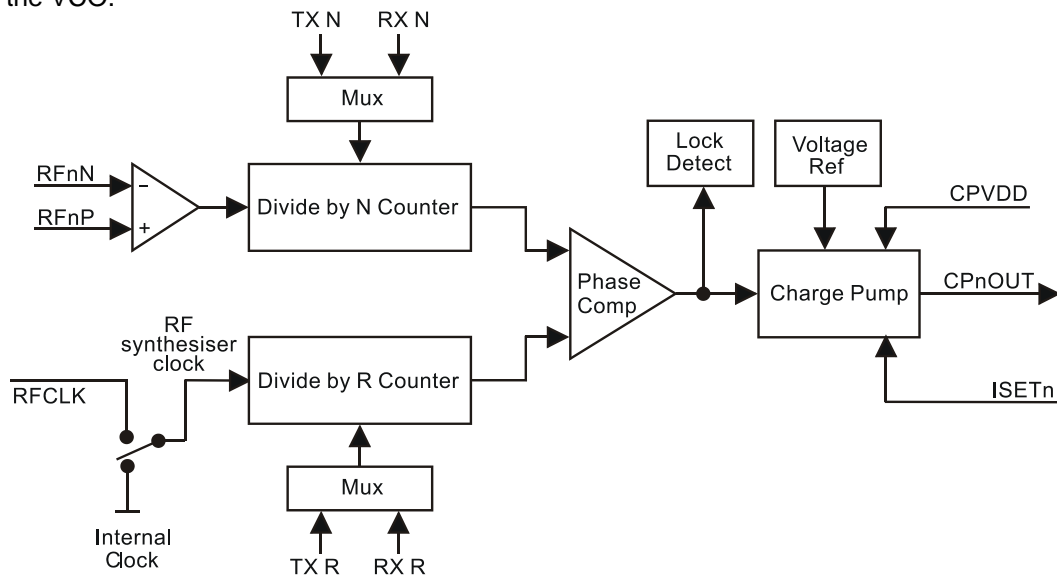 the VCO.
TX N
RX N
Mux
RFnN
−
RFnP
+
Divide by N Counter
Lock
Detect
Voltage
Ref
CPVDD
Phase
Comp
Charge Pump
CPnOUT
ISETn
RF
synthesiser
clock
RFCLK
Divide by R Counter
Internal
Clock
Mux
TX R
RX R